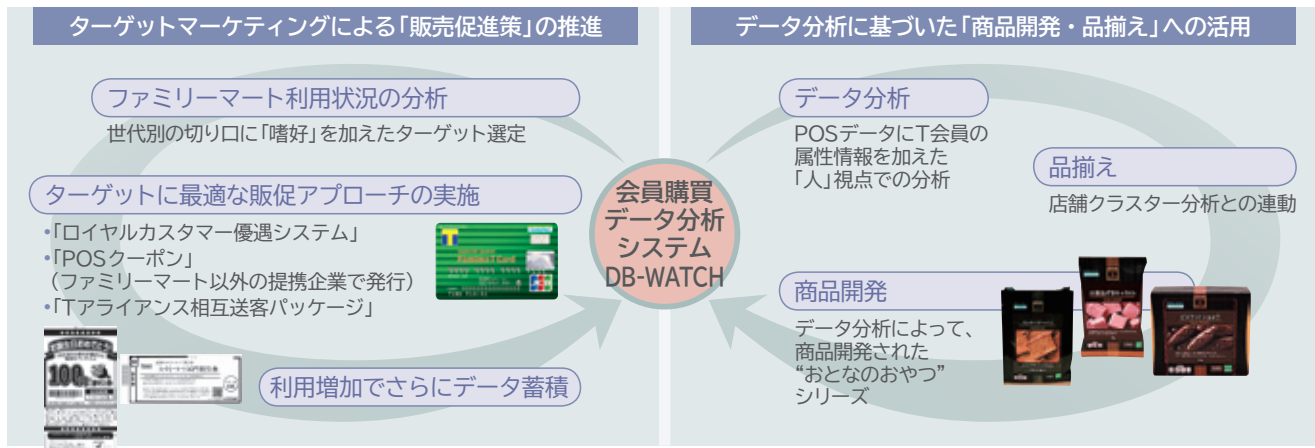 ターゲットマーケティングによる「販売促進策」の推進
ファミリーマート利用状況の分析
世代別の切り口に「嗜好」を加えたターゲット選定
ターゲットに最適な販促アプローチの実施
•「ロイヤルカスタマー優遇システム」
•「POSクーポン」
（ファミリーマート以外の提携企業で発行）
•「Tアライアンス相互送客パッケージ」
利用増加でさらにデータ蓄積
会員購買
データ分析
システム
DB-WATCH
データ分析に基づいた「商品開発・品揃え」への活用
データ分析
POSデータにT会員の
属性情報を加えた
「人」視点での分析
品揃え
店舗クラスター分析との連動
商品開発
データ分析によって、
商品開発された
“おとなのおやつ”
シリーズ
T
JCB
100